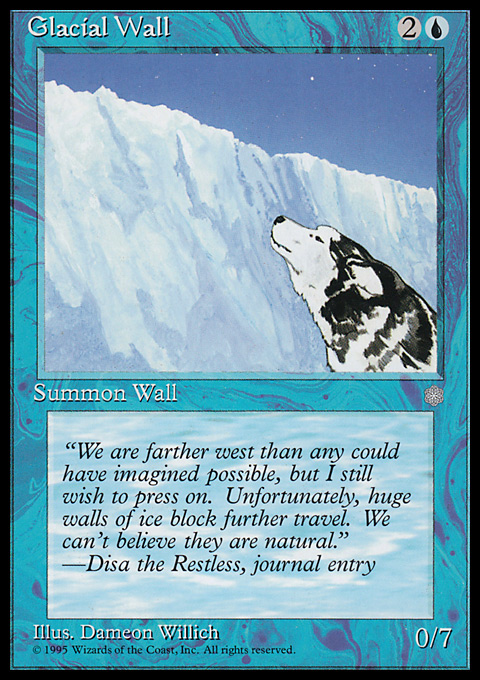 Glacial Wall 2
Summon Wall
“We are farther west than any could
have imagined possible, but I still
wish to press on. Unfortunately, huge
walls of ice block further travel. We
can’t believe they are natural.”
—Disa the Restless, journal entry
Illus. Dameon Willich
0/7
© 1995 Wizards of the Coast, Inc. All rights reserved.